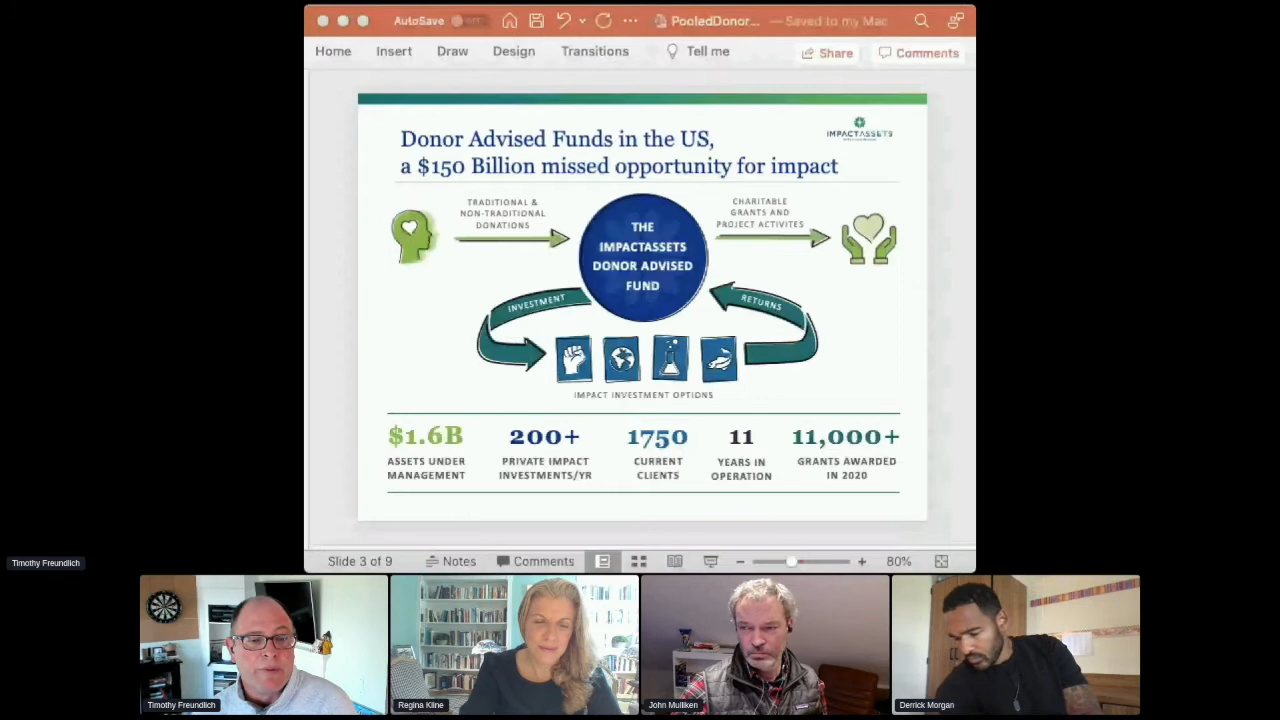 AutoSave
OFF
PooledDonor...
— Saved to my Mac
Home
Insert
Draw
Design
Transitions
Tell me
Share
Comments
Donor Advised Funds in the US,
a $150 Billion missed opportunity for impact
IMPACTASSETS
TRADITIONAL &
NON-TRADITIONAL
DONATIONS
THE
IMPACTASSETS
DONOR ADVISED
FUND
CHARITABLE
GRANTS AND
PROJECT ACTIVITES
INVESTMENT
RETURNS
IMPACT INVESTMENT OPTIONS
$1.6B
ASSETS UNDER
MANAGEMENT
200+
PRIVATE IMPACT
INVESTMENTS/YR
1750
CURRENT
CLIENTS
11
YEARS IN
OPERATION
11,000+
GRANTS AWARDED
IN 2020
Slide 3 of 9
Notes
Comments
80%
Timothy Freundlich
Timothy Freundlich
Regina Kline
John Mulliken
Derrick Morgan